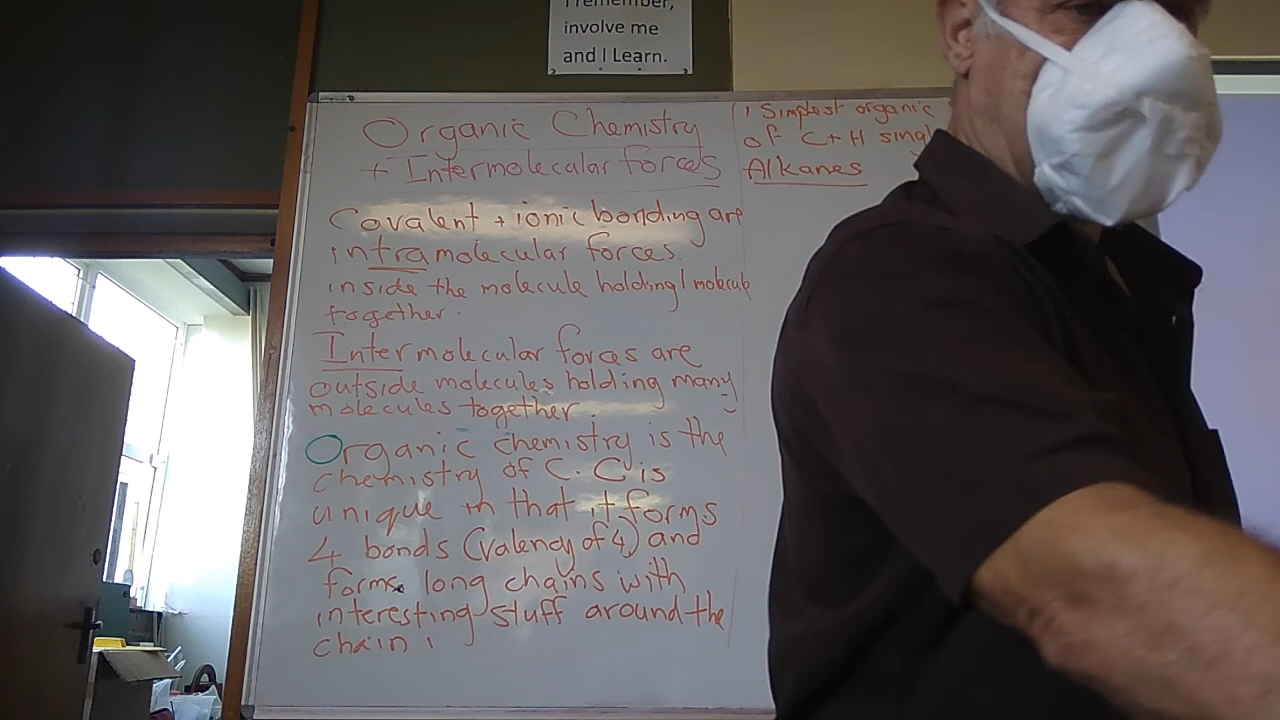 I remember,
involve me
and I Learn.
Organic Chemistry
+ Intermolecular forces
Covalent + ionic bonding are
intramolecular forces.
inside the molecule holding 1 molecule
together.
Intermolecular forces are
outside molecules holding many
molecules together.
Organic chemistry is the
chemistry of C. C is
unique in that it forms
4 bonds (valency of 4) and
forms long chains with
interesting stuff around the
chain
Simplest organic
of C+H
Alkanes